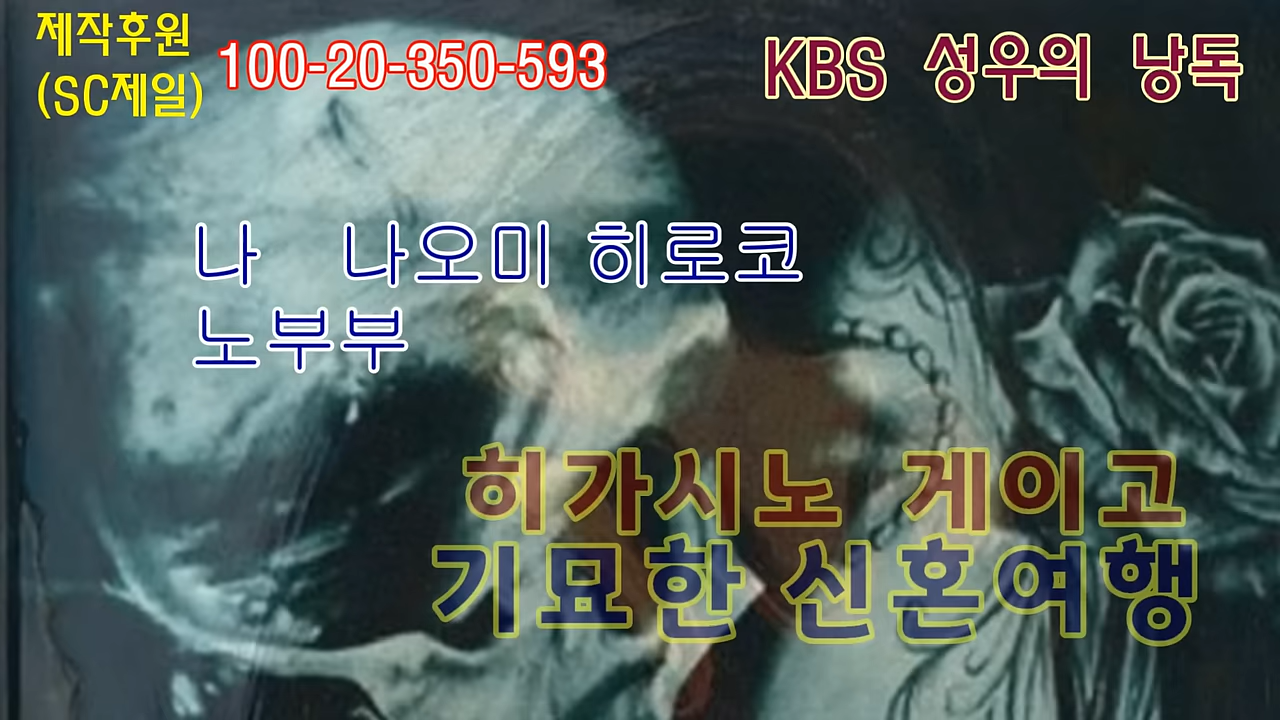 제작후원
(SC제일)
100-20-350-593
KBS 성우의 낭독
나 나오미 히로코
노부부
히가시노 게이고
기묘한 신혼여행